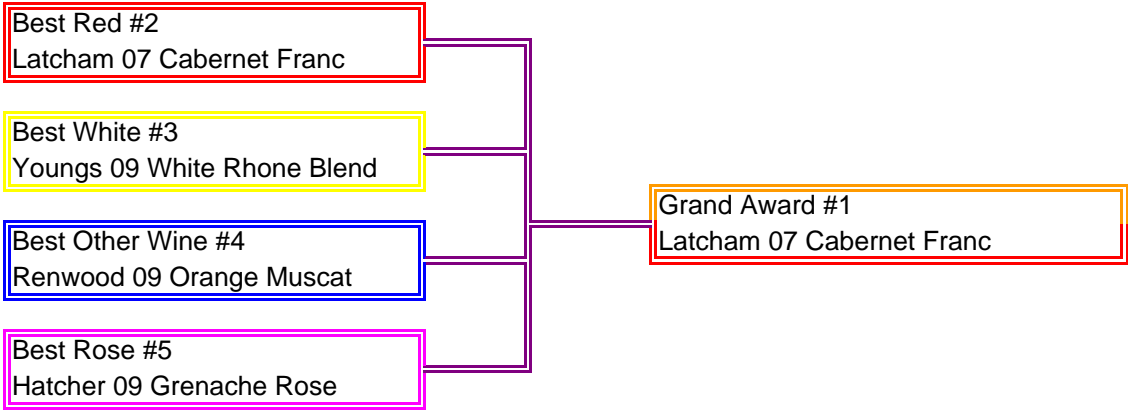 Best Red #2
Latcham 07 Cabernet Franc
Best White #3
Youngs 09 White Rhone Blend
Best Other Wine #4
Renwood 09 Orange Muscat
Best Rose #5
Hatcher 09 Grenache Rose
Grand Award #1
Latcham 07 Cabernet Franc